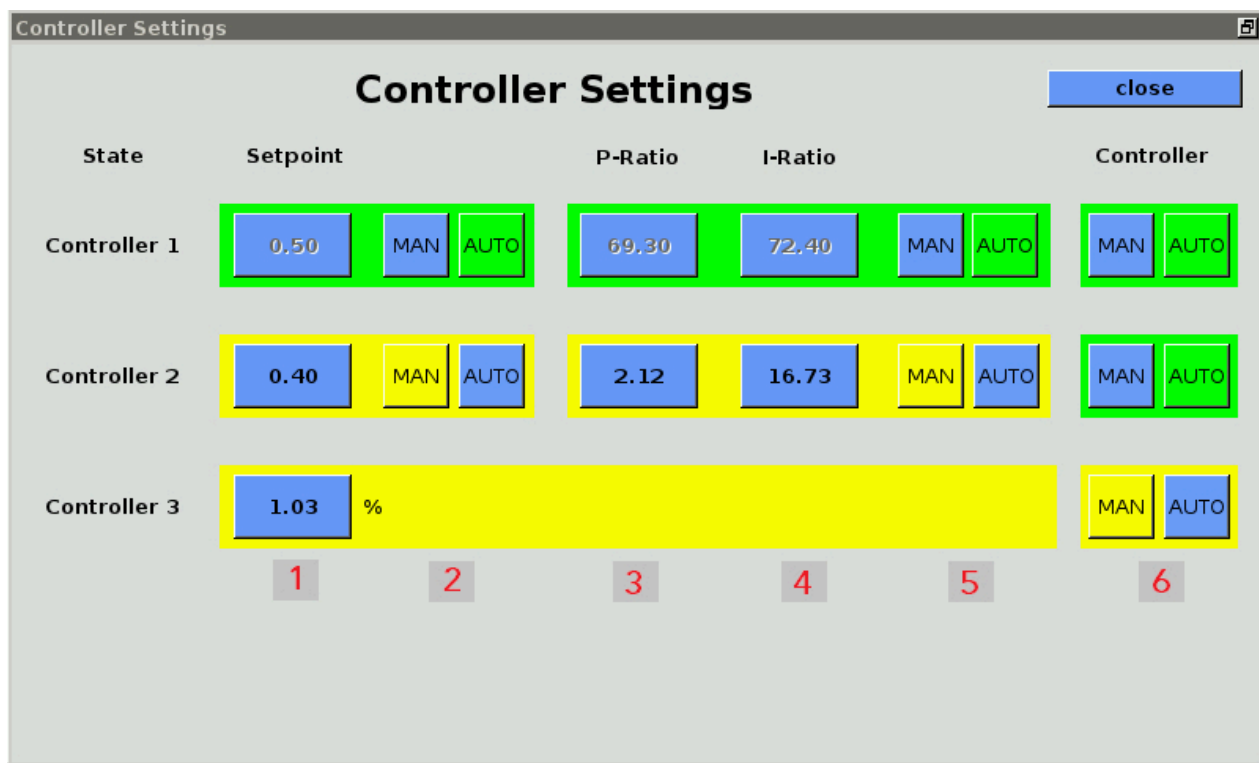 Controller Settings
Controller Settings close
State Setpoint P-Ratio I-Ratio Controller
Controller 1 0.50 MAN AUTO 69.30 72.40 MAN AUTO MAN AUTO
Controller 2 0.40 MAN AUTO 2.12 16.73 MAN AUTO MAN AUTO
Controller 3 1.03 % MAN AUTO
1 2 3 4 5 6